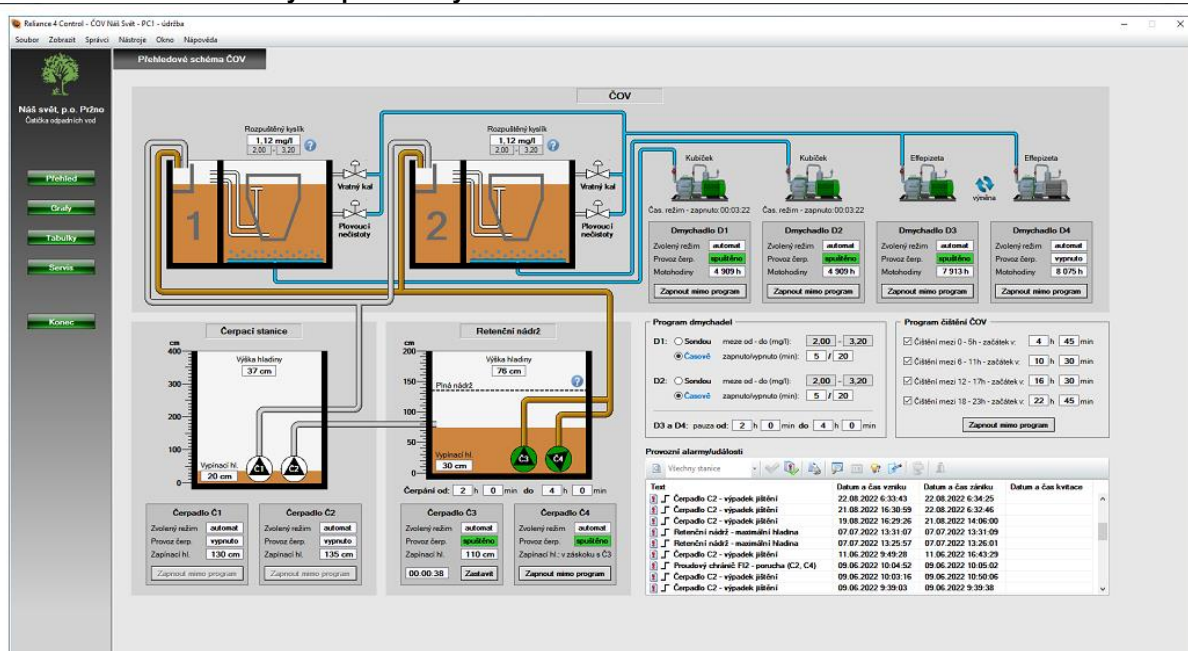 Reliance 4 Control - ČOV Náš Svět - PC1 - údržba
Soubor Zobrazit Správci Nástroje Okno Nápověda
Přehledové schéma ČOV
Náš svět, p.o. Pržno
Čistička odpadních vod
Přehled
Grafy
Tabulky
Servis
Konec
ČOV
Rozpuštěný kyslík
1,12 mg/l
2,00 - 3,20
1
Vratný kal
Plovoucí
nečistoty
Rozpuštěný kyslík
1,12 mg/l
2,00 - 3,20
2
Vratný kal
Plovoucí
nečistoty
Kubíček
Čas. režim - zapnuto:00:03:22
Kubíček
Čas. režim - zapnuto:00:03:22
Effepizeta
výměna
Effepizeta
Dmychadlo D1
Zvolený režim automat
Provoz čerp. spuštěno
Motohodiny 4 909 h
Zapnout mimo program
Dmychadlo D2
Zvolený režim automat
Provoz čerp. spuštěno
Motohodiny 4 909 h
Zapnout mimo program
Dmychadlo D3
Zvolený režim automat
Provoz čerp. spuštěno
Motohodiny 7 913 h
Zapnout mimo program
Dmychadlo D4
Zvolený režim automat
Provoz čerp. vypnuto
Motohodiny 8 075 h
Zapnout mimo program
Čerpací stanice
cm
400
300
200
100
0
Výška hladiny
37 cm
Vypínací hl.
20 cm
Č1
Č2
Retenční nádrž
cm
200
150
100
50
0
Výška hladiny
76 cm
Plná nádrž
Vypínací hl.
30 cm
Č3
Č4
Čerpání od: 2 h 0 min do 4 h 0 min
Čerpadlo Č1
Zvolený režim automat
Provoz čerp. vypnuto
Zapínací hl. 130 cm
Zapnout mimo program
Čerpadlo Č2
Zvolený režim automat
Provoz čerp. vypnuto
Zapínací hl. 135 cm
Zapnout mimo program
Čerpadlo Č3
Zvolený režim automat
Provoz čerp. spuštěno
Zapínací hl. 110 cm
00:00:38 Zastavit
Čerpadlo Č4
Zvolený režim automat
Provoz čerp. spuštěno
Zapínací hl.: v záskoku s Č3
Zapnout mimo program
Program dmychadel
D1: Sondou meze od - do (mg/l): 2,00 - 3,20
Časově zapnuto/vypnuto (min): 5 / 20
D2: Sondou meze od - do (mg/l): 2,00 - 3,20
Časově zapnuto/vypnuto (min): 5 / 20
D3 a D4: pauza od: 2 h 0 min do 4 h 0 min
Program čištění ČOV
Čištění mezi 0 - 5h - začátek v: 4 h 45 min
Čištění mezi 6 - 11h - začátek v: 10 h 30 min
Čištění mezi 12 - 17h - začátek v: 16 h 30 min
Čištění mezi 18 - 23h - začátek v: 22 h 45 min
Zapnout mimo program
Provozní alarmy/události
Všechny stanice
Text Datum a čas vzniku Datum a čas zániku Datum a čas kvitace
Čerpadlo C2 - výpadek jištění 22.08.2022 6:33:43 22.08.2022 6:34:25
Čerpadlo C2 - výpadek jištění 21.08.2022 16:30:59 22.08.2022 6:32:46
Čerpadlo C2 - výpadek jištění 19.08.2022 16:29:26 21.08.2022 14:06:00
Retenční nádrž - maximální hladina 07.07.2022 13:31:07 07.07.2022 13:31:09
Retenční nádrž - maximální hladina 07.07.2022 13:25:57 07.07.2022 13:26:01
Čerpadlo C2 - výpadek jištění 11.06.2022 9:49:28 11.06.2022 16:43:29
Proudový chránič FI2 - porucha (C2, C4) 09.06.2022 10:04:52 09.06.2022 10:05:02
Čerpadlo C2 - výpadek jištění 09.06.2022 10:03:16 09.06.2022 10:50:06
Čerpadlo C2 - výpadek jištění 09.06.2022 9:39:03 09.06.2022 9:39:38